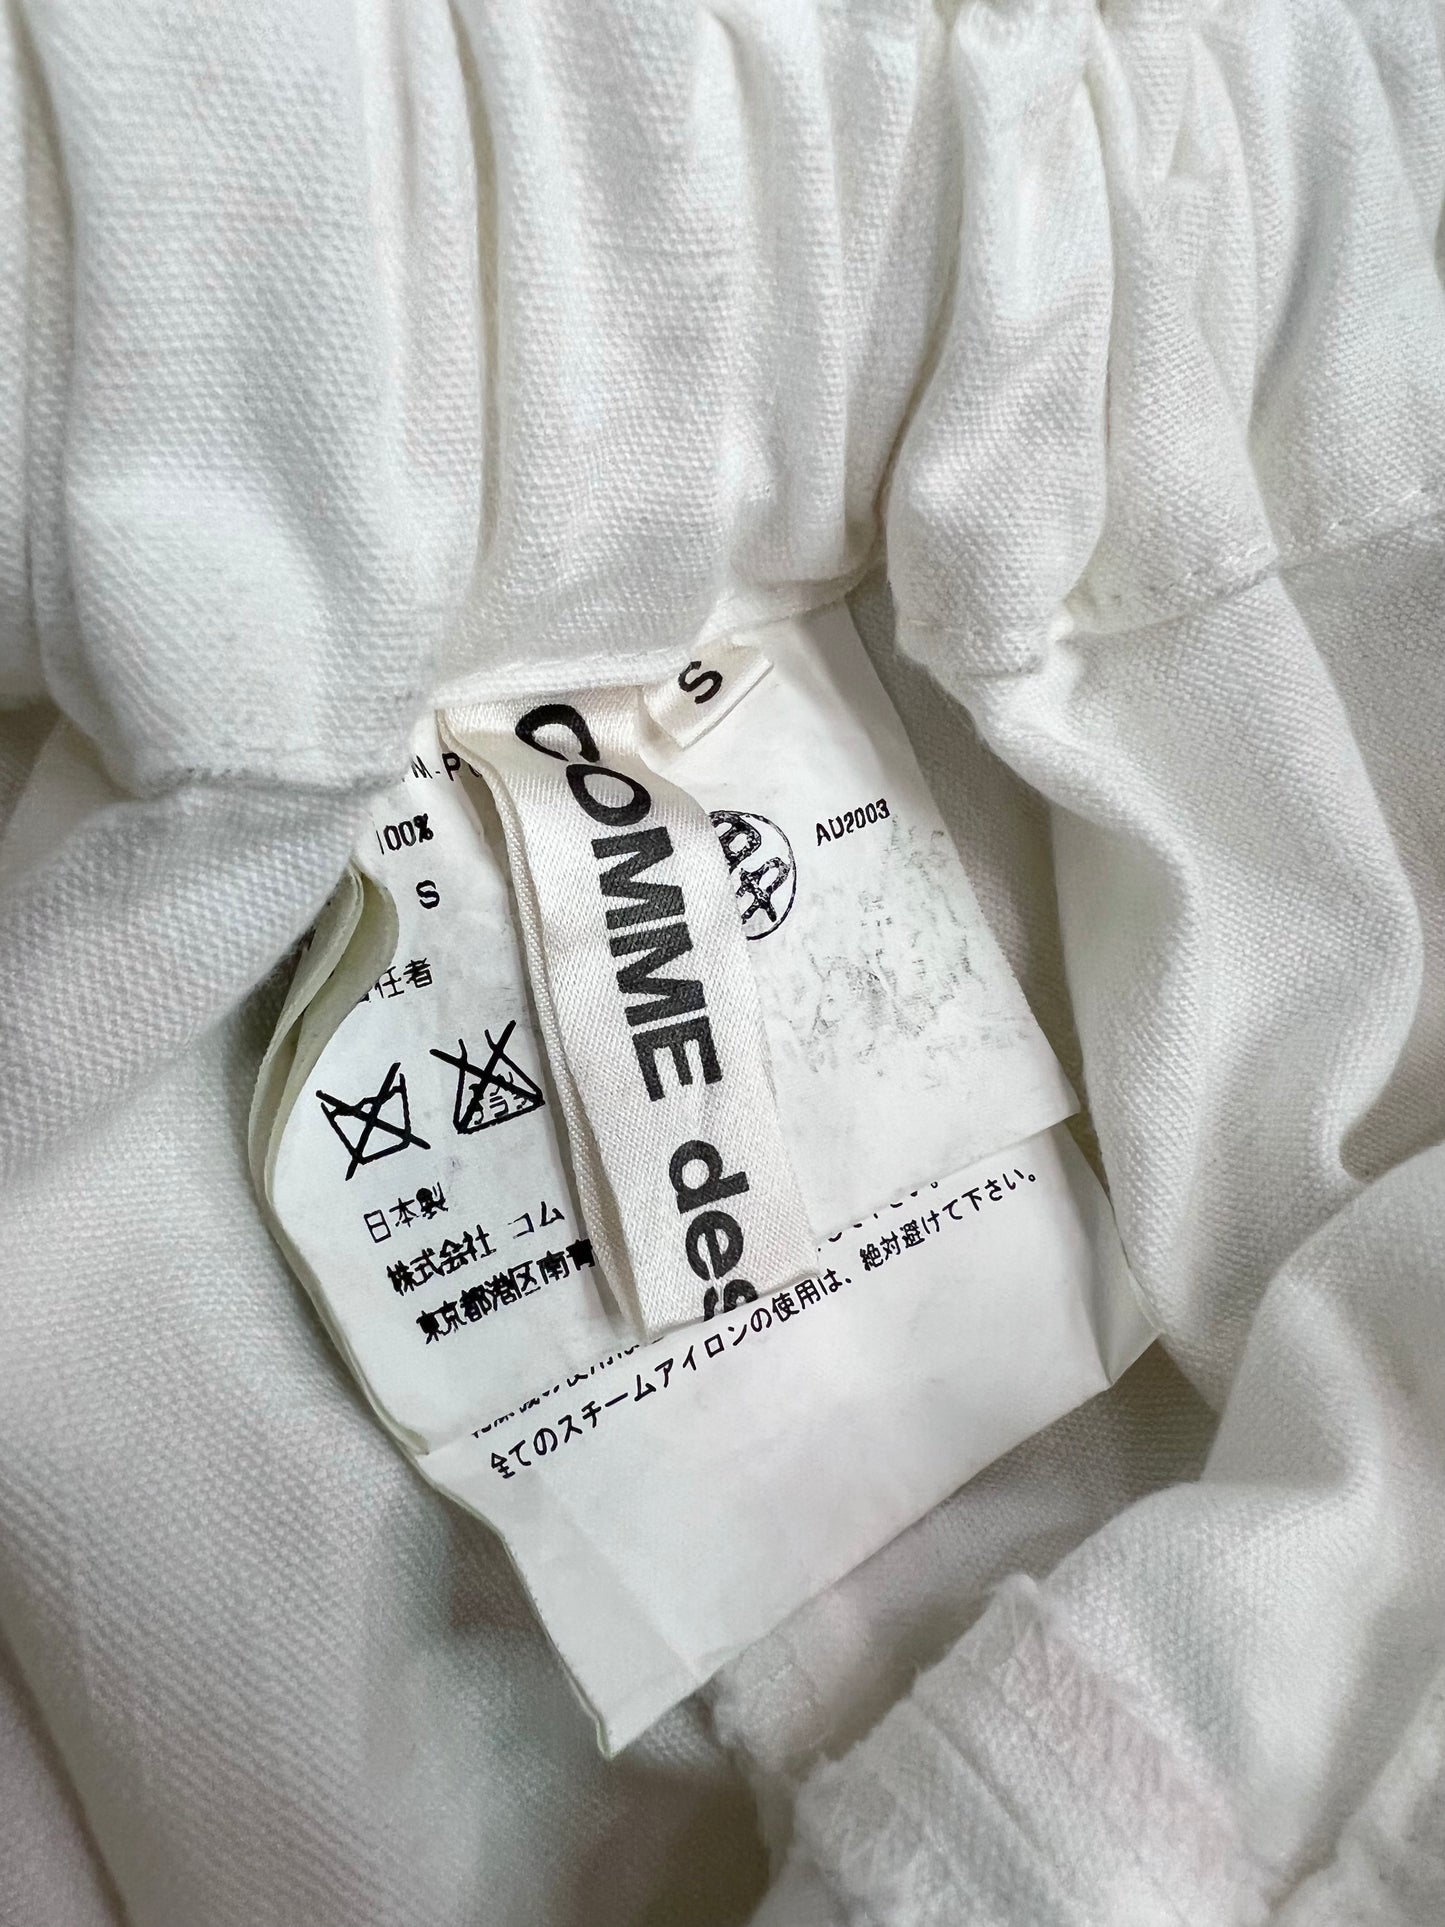 S
COMME des
100%
S
任者
AD2003
日本製
株式会社 コム
東京都港区南青
全てのスチームアイロンの使用は、絶対避けて下さい。